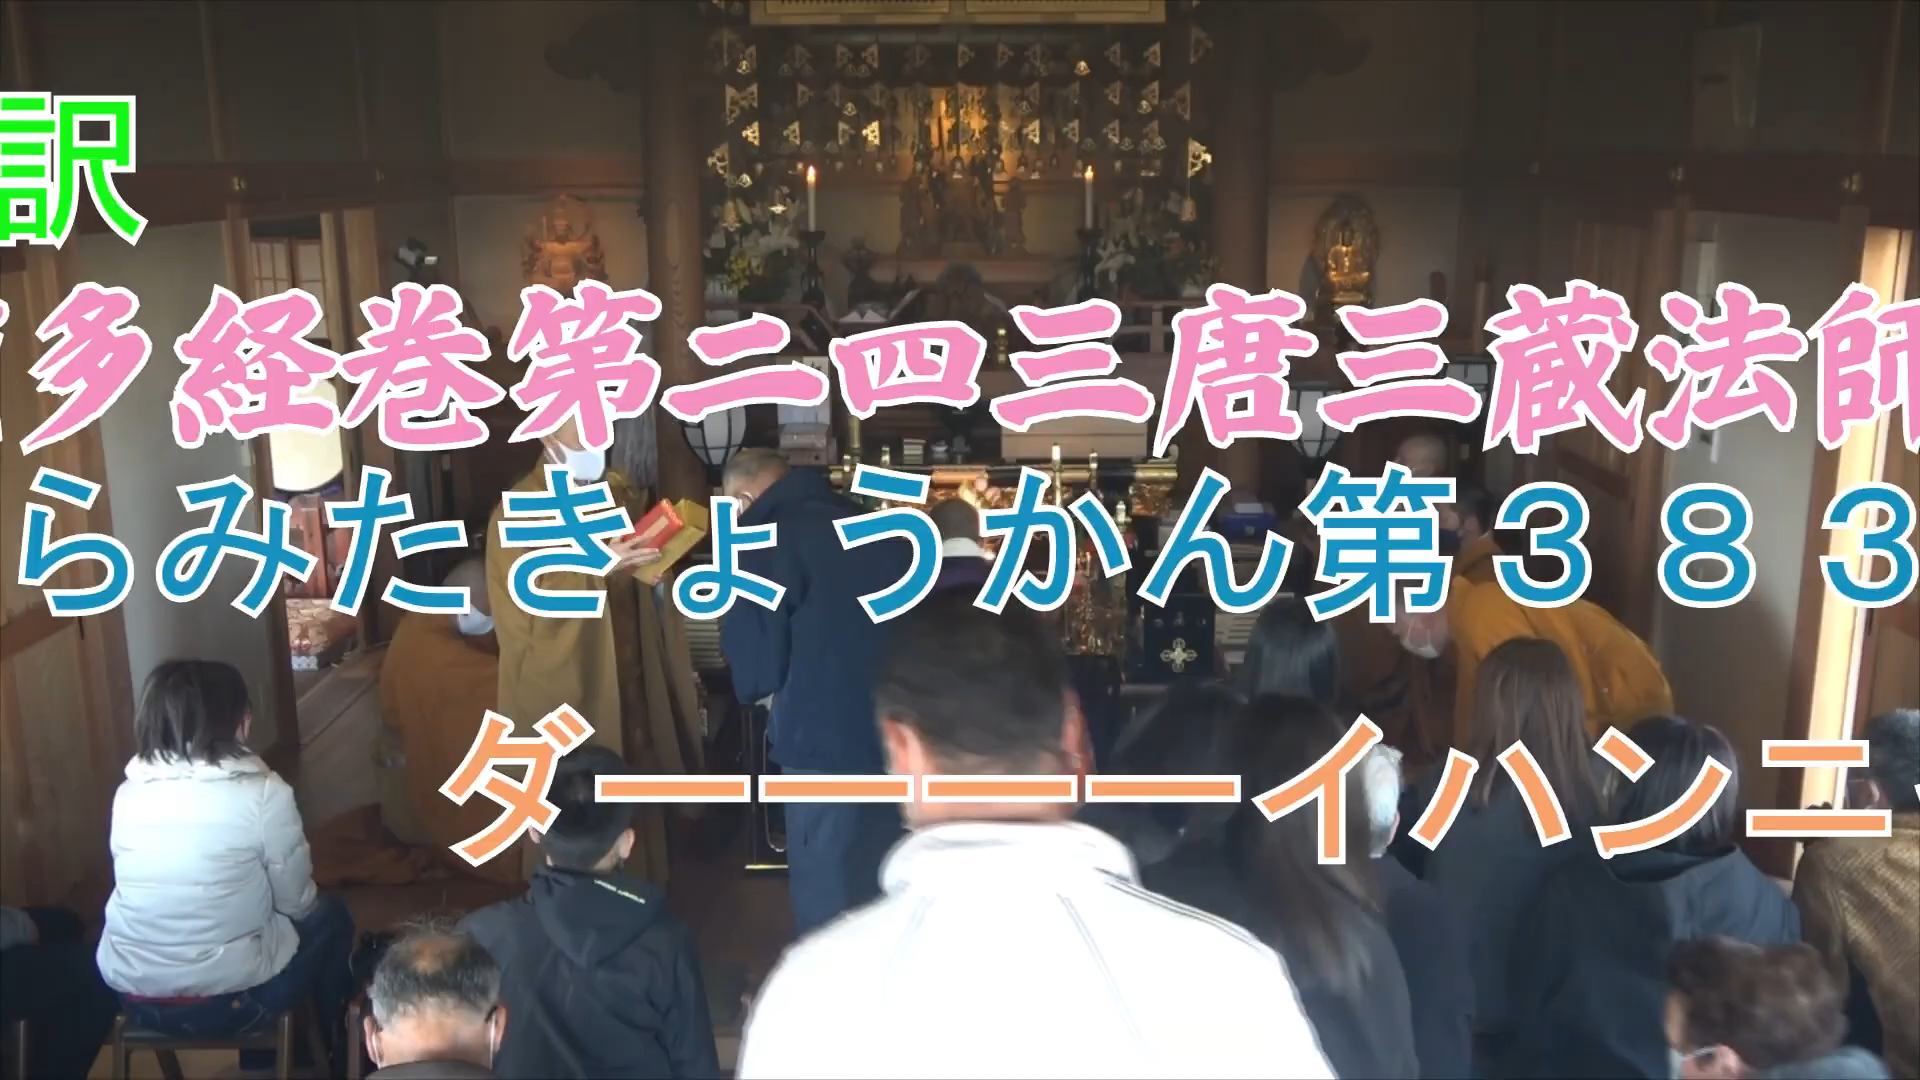 訳
多経巻第二四三唐三蔵法師
らみたきょうかん第３８３
ダーーーーイハンニ